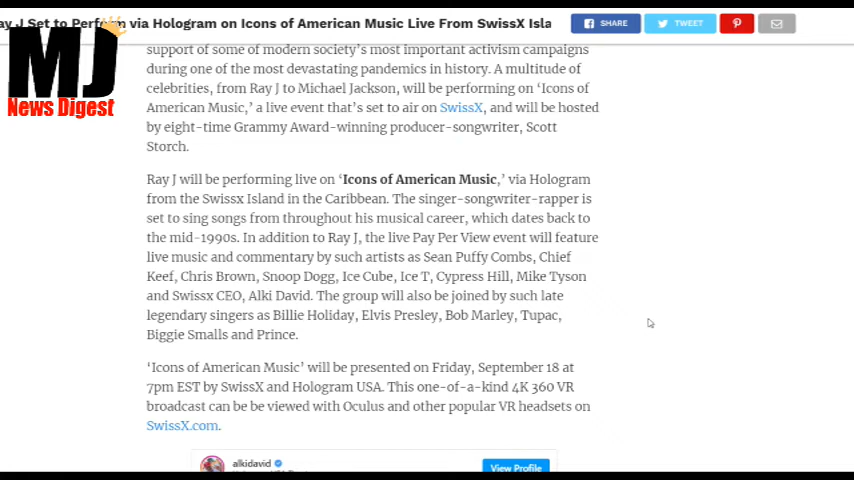 ay J Set to Perform via Hologram on Icons of American Music Live From SwissX Isla
SHARE
TWEET
MJ
News Digest
support of some of modern society's most important activism campaigns
during one of the most devastating pandemics in history. A multitude of
celebrities, from Ray J to Michael Jackson, will be performing on ‘Icons of
American Music,’ a live event that's set to air on SwissX, and will be hosted
by eight-time Grammy Award-winning producer-songwriter, Scott
Storch.
Ray J will be performing live on ‘Icons of American Music,’ via Hologram
from the Swissx Island in the Caribbean. The singer-songwriter-rapper is
set to sing songs from throughout his musical career, which dates back to
the mid-1990s. In addition to Ray J, the live Pay Per View event will feature
live music and commentary by such artists as Sean Puffy Combs, Chief
Keef, Chris Brown, Snoop Dogg, Ice Cube, Ice T, Cypress Hill, Mike Tyson
and Swissx CEO, Alki David. The group will also be joined by such late
legendary singers as Billie Holiday, Elvis Presley, Bob Marley, Tupac,
Biggie Smalls and Prince.
‘Icons of American Music’ will be presented on Friday, September 18 at
7pm EST by SwissX and Hologram USA. This one-of-a-kind 4K 360 VR
broadcast can be be viewed with Oculus and other popular VR headsets on
SwissX.com.
alkidavid
View Profile